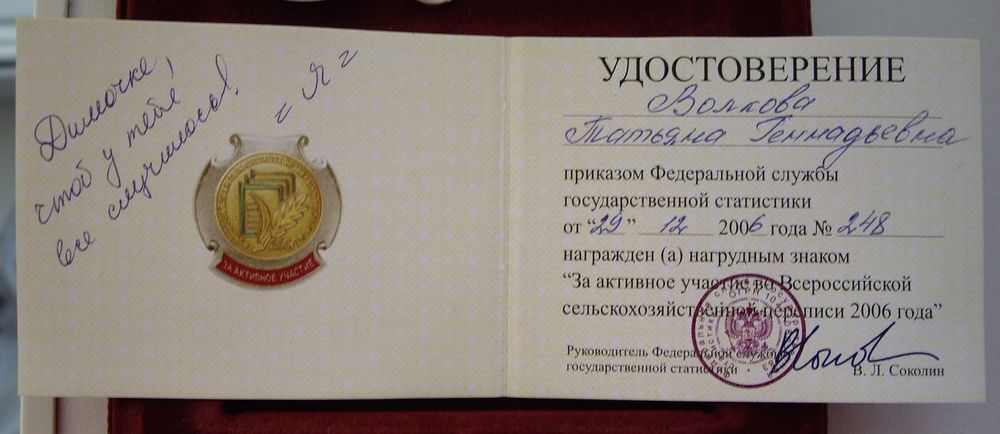 Димочке,
чтоб у тебя
все случилось!
= Я =
ЗА АКТИВНОЕ УЧАСТИЕ
УДОСТОВЕРЕНИЕ
Волкова
Татьяна Геннадьевна
приказом Федеральной службы
государственной статистики
от “29” 12 2006 года № 248
награжден (а) нагрудным знаком
“За активное участие во Всероссийской
сельскохозяйственной переписи 2006 года”
Руководитель Федеральной службы
государственной статистики
В. Л. Соколин